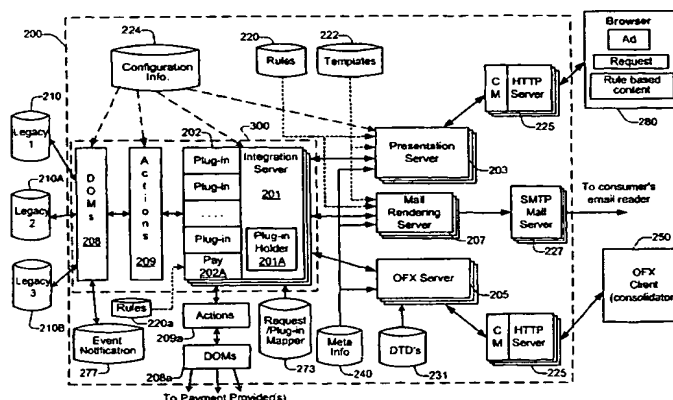 200
224
Configuration
Info.
220
Rules
222
Templates
C
M
HTTP
Server
225
Browser
Ad
Request
Rule based
content
280
210
Legacy
1
210A
Legacy
2
Legacy
3
210B
DOMs
208
Actions
209
202
300
Plug-in
Plug-in
....
Plug-in
Pay
202A
Integration
Server
201
Plug-in
Holder
201A
Presentation
Server
203
Mail
Rendering
Server
207
SMTP
Mail
Server
227
To consumer's
email reader
OFX Server
205
250
OFX
Client
(consolidator)
C
M
HTTP
Server
225
Rules
220a
Event
Notification
277
Actions
209a
DOMs
208a
Request
/Plug-in
Mapper
273
Meta
Info
240
DTD's
231
To Payment Provider(s)